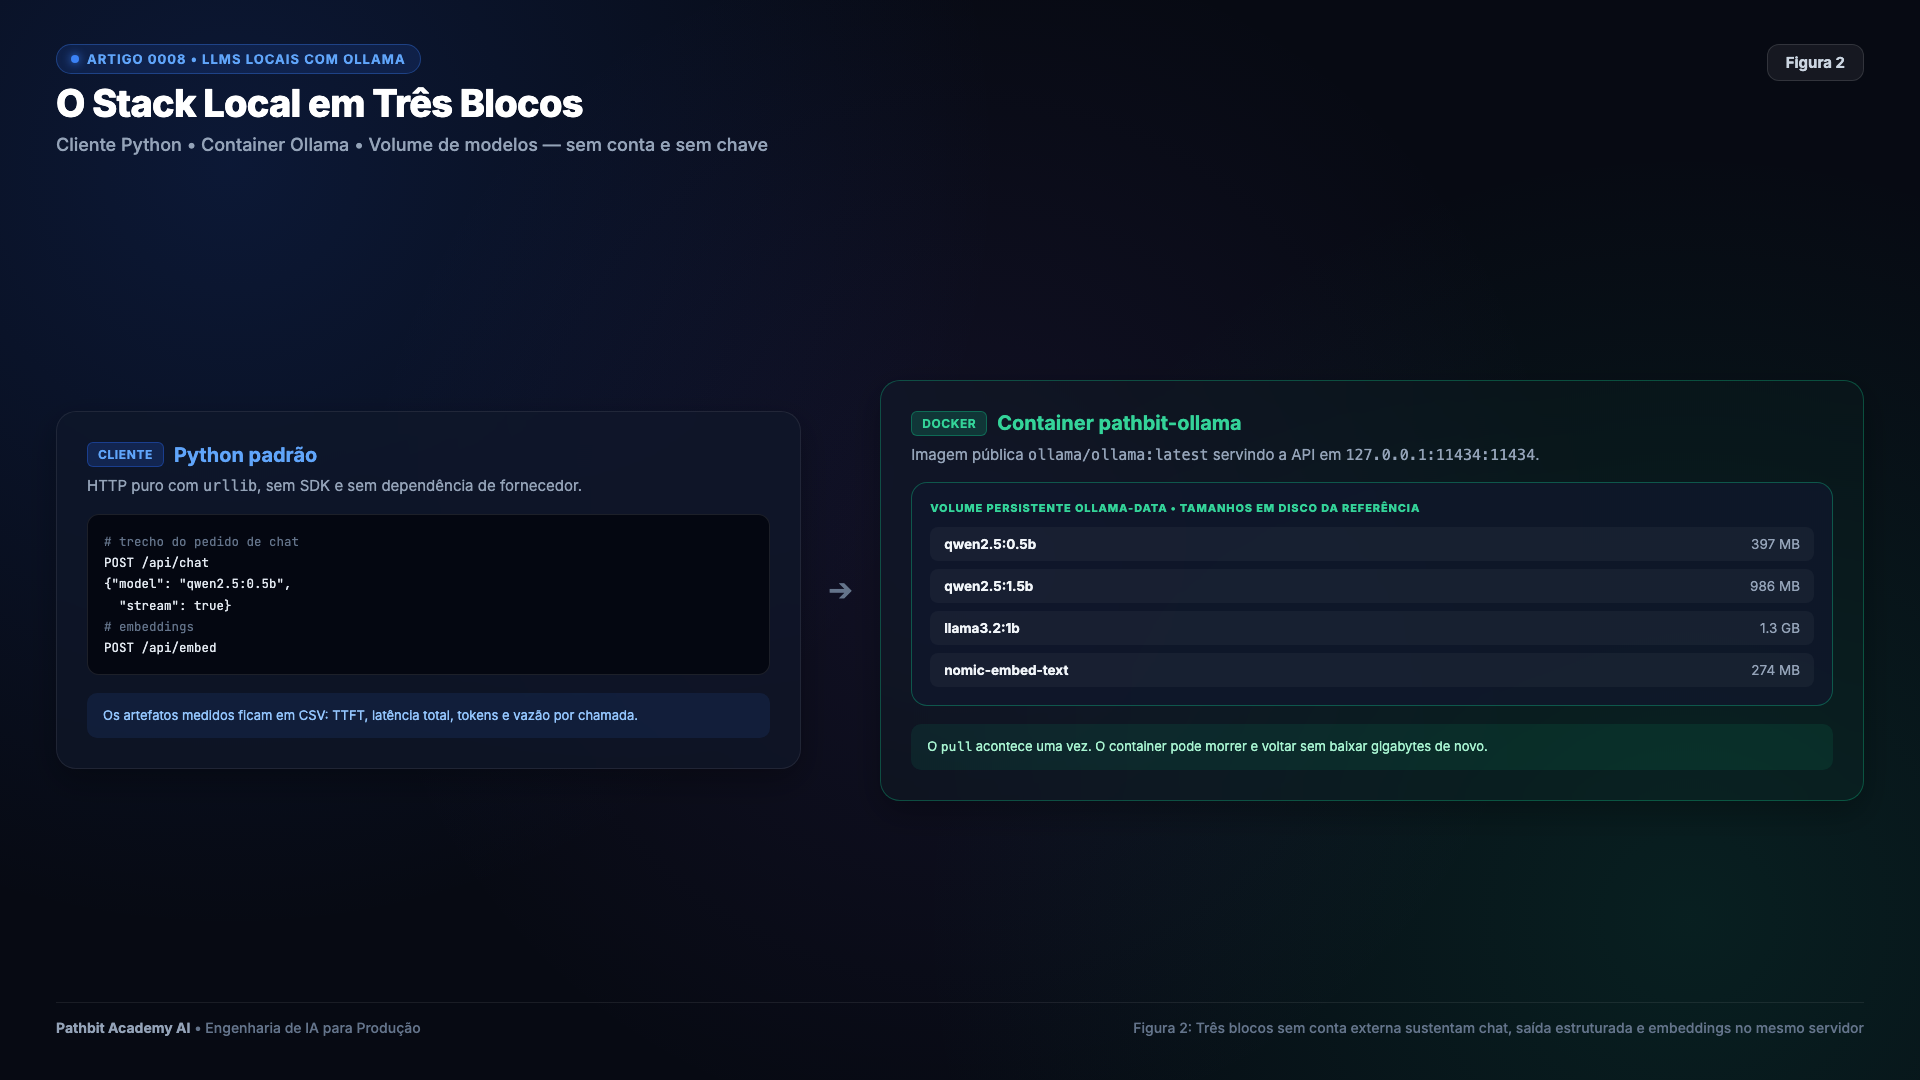 ARTIGO 0008 • LLMS LOCAIS COM OLLAMA
Figura 2
O Stack Local em Três Blocos
Cliente Python • Container Ollama • Volume de modelos — sem conta e sem chave
CLIENTE Python padrão
HTTP puro com urllib, sem SDK e sem dependência de fornecedor.
# trecho do pedido de chat
POST /api/chat
{"model": "qwen2.5:0.5b",
"stream": true}
# embeddings
POST /api/embed
Os artefatos medidos ficam em CSV: TTFT, latência total, tokens e vazão por chamada.
➔
DOCKER Container pathbit-ollama
Imagem pública ollama/ollama:latest servindo a API em 127.0.0.1:11434:11434.
VOLUME PERSISTENTE OLLAMA-DATA • TAMANHOS EM DISCO DA REFERÊNCIA
qwen2.5:0.5b 397 MB
qwen2.5:1.5b 986 MB
llama3.2:1b 1.3 GB
nomic-embed-text 274 MB
O pull acontece uma vez. O container pode morrer e voltar sem baixar gigabytes de novo.
Pathbit Academy AI • Engenharia de IA para Produção
Figura 2: Três blocos sem conta externa sustentam chat, saída estruturada e embeddings no mesmo servidor